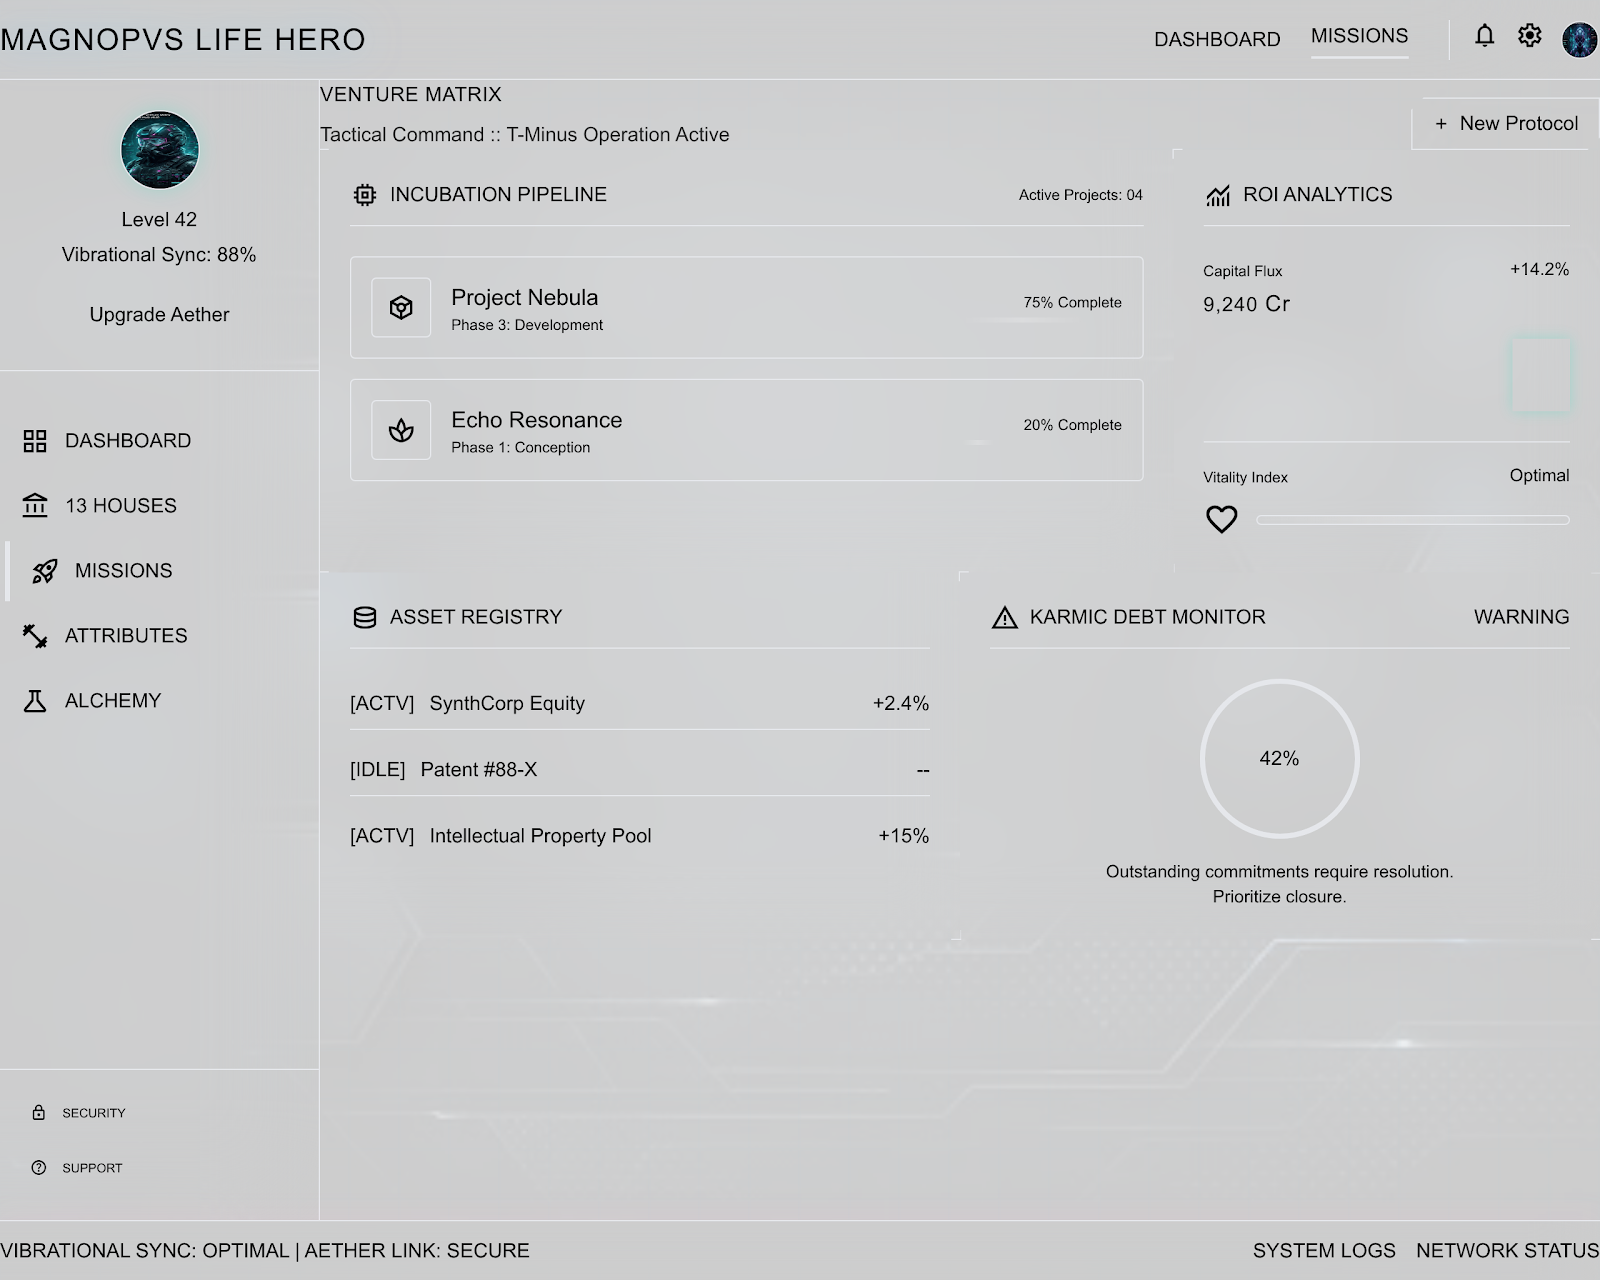 MAGNOPVS LIFE HERO
DASHBOARD
MISSIONS
Level 42
Vibrational Sync: 88%
Upgrade Aether
DASHBOARD
13 HOUSES
MISSIONS
ATTRIBUTES
ALCHEMY
SECURITY
SUPPORT
VENTURE MATRIX
Tactical Command :: T-Minus Operation Active
+ New Protocol
INCUBATION PIPELINE
Active Projects: 04
Project Nebula
Phase 3: Development
75% Complete
Echo Resonance
Phase 1: Conception
20% Complete
ROI ANALYTICS
Capital Flux
+14.2%
9,240 Cr
Vitality Index
Optimal
ASSET REGISTRY
[ACTV] SynthCorp Equity +2.4%
[IDLE] Patent #88-X --
[ACTV] Intellectual Property Pool +15%
KARMIC DEBT MONITOR
WARNING
42%
Outstanding commitments require resolution.
Prioritize closure.
VIBRATIONAL SYNC: OPTIMAL | AETHER LINK: SECURE
SYSTEM LOGS
NETWORK STATUS